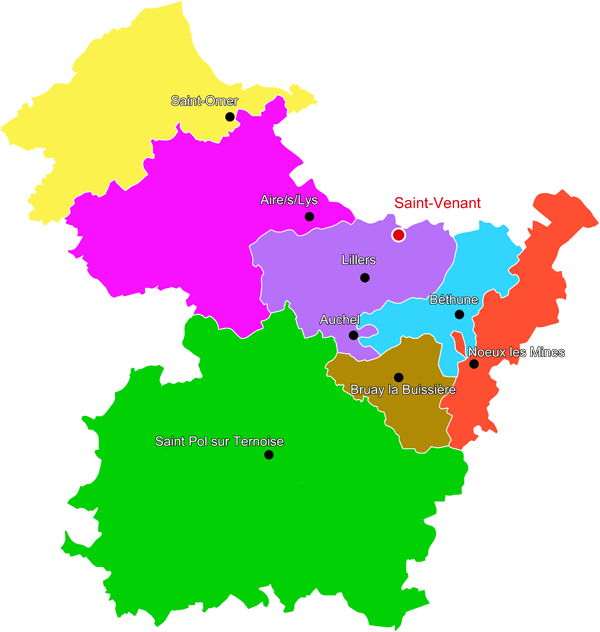 Saint-Omer
Aire/s/Lys
Saint-Venant
Lillers
Béthune
Auchel
Noeux les Mines
Bruay la Buissière
Saint Pol sur Ternoise